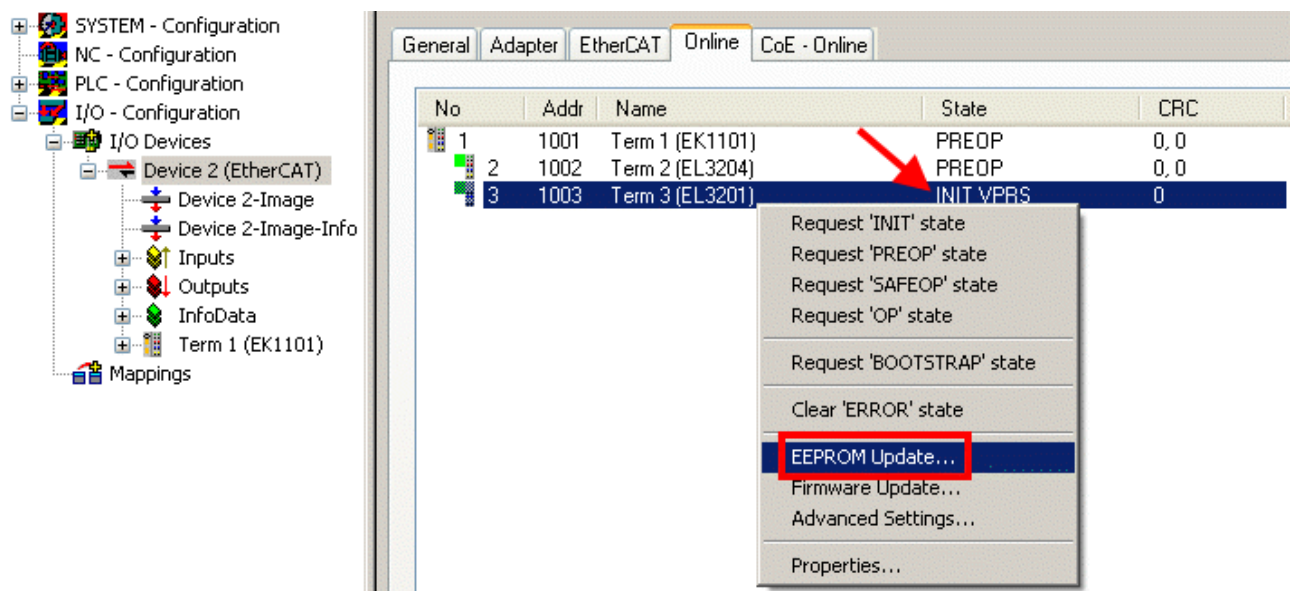 SYSTEM - Configuration
NC - Configuration
PLC - Configuration
I/O - Configuration
I/O Devices
Device 2 (EtherCAT)
Device 2-Image
Device 2-Image-Info
Inputs
Outputs
InfoData
Term 1 (EK1101)
Mappings
General Adapter EtherCAT Online CoE - Online
No Addr Name State CRC
1 1001 Term 1 (EK1101) PREOP 0, 0
2 1002 Term 2 (EL3204) PREOP 0, 0
3 1003 Term 3 (EL3201) INIT VPRS 0
Request 'INIT' state
Request 'PREOP' state
Request 'SAFEOP' state
Request 'OP' state
Request 'BOOTSTRAP' state
Clear 'ERROR' state
EEPROM Update...
Firmware Update...
Advanced Settings...
Properties...